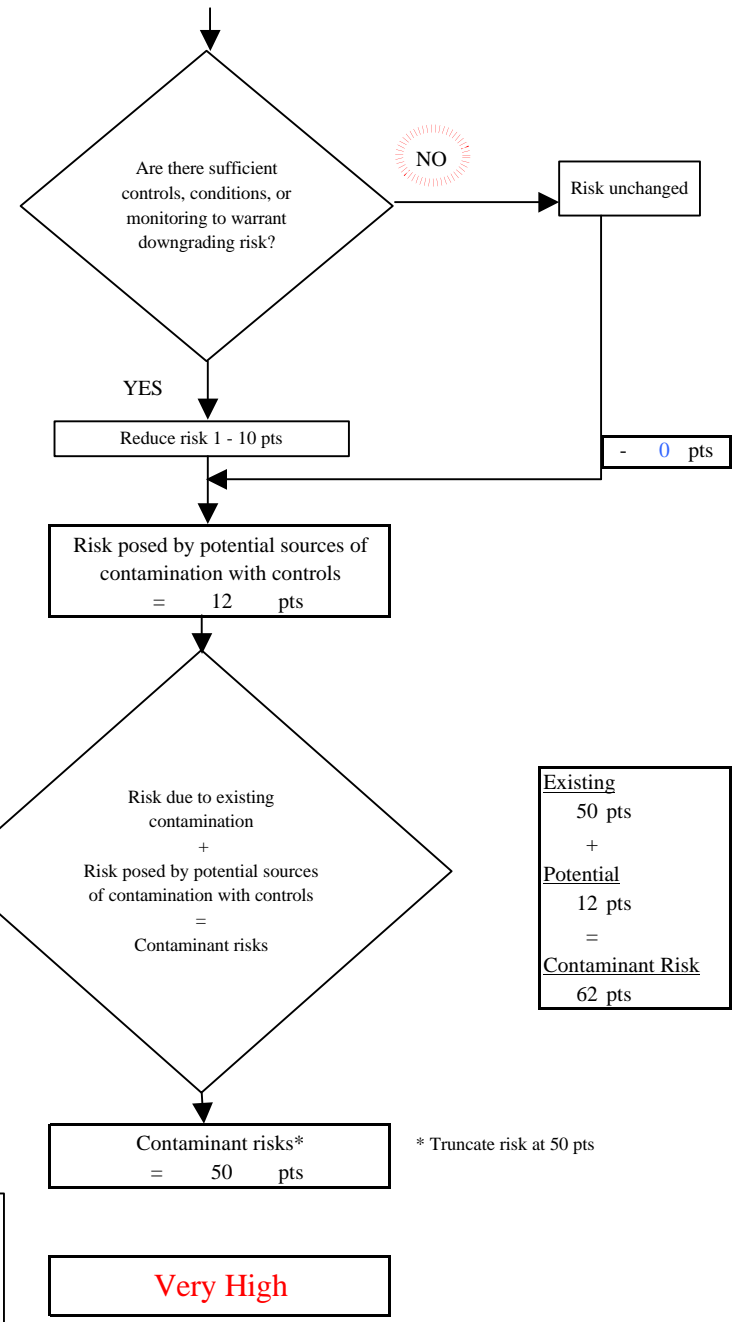 Are there sufficient
controls, conditions, or
monitoring to warrant
downgrading risk?
NO
Risk unchanged
YES
Reduce risk 1 - 10 pts
- 0 pts
Risk posed by potential sources of
contamination with controls
= 12 pts
Risk due to existing
contamination
+
Risk posed by potential sources
of contamination with controls
=
Contaminant risks
Existing
50 pts
+
Potential
12 pts
=
Contaminant Risk
62 pts
Contaminant risks*
= 50 pts
* Truncate risk at 50 pts
Very High